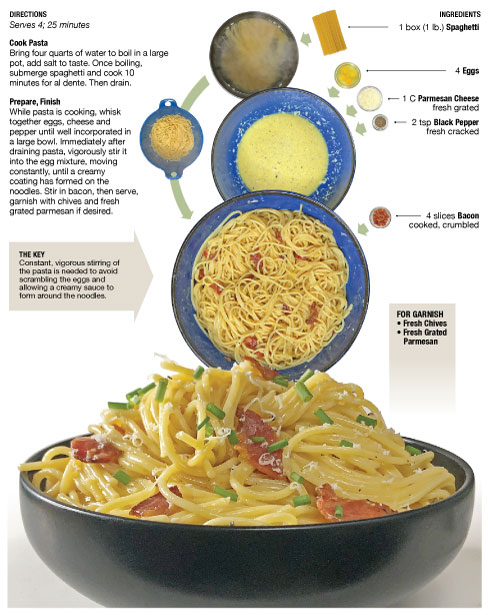 DIRECTIONS
Serves 4; 25 minutes
Cook Pasta
Bring four quarts of water to boil in a large
pot, add salt to taste. Once boiling,
submerge spaghetti and cook 10
minutes for al dente. Then drain.
Prepare, Finish
While pasta is cooking, whisk
together eggs, cheese and
pepper until well incorporated in
a large bowl. Immediately after
draining pasta, vigorously stir it
into the egg mixture, moving
constantly, until a creamy
coating has formed on the
noodles. Stir in bacon, then serve,
garnish with chives and fresh
grated parmesan if desired.
THE KEY
Constant, vigorous stirring of
the pasta is needed to avoid
scrambling the eggs and
allowing a creamy sauce to
form around the noodles.
INGREDIENTS
1 box (1 lb.) Spaghetti
4 Eggs
1 C Parmesan Cheese
fresh grated
2 tsp Black Pepper
fresh cracked
4 slices Bacon
cooked, crumbled
FOR GARNISH
• Fresh Chives
• Fresh Grated
Parmesan